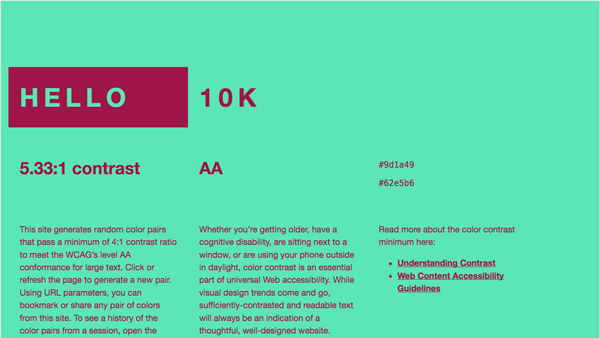 HELLO
10K
5.33:1 contrast
AA
#9d1a49
#62e5b6
This site generates random color pairs
that pass a minimum of 4:1 contrast ratio
to meet the WCAG's level AA
conformance for large text. Click or
refresh the page to generate a new pair.
Using URL parameters, you can
bookmark or share any pair of colors
from this site. To see a history of the
color pairs from a session, open the
Whether you're getting older, have a
cognitive disability, are sitting next to a
window, or are using your phone outside
in daylight, color contrast is an essential
part of universal Web accessibility. While
visual design trends come and go,
sufficiently-contrasted and readable text
will always be an indication of a
thoughtful, well-designed website.
Read more about the color contrast
minimum here:
• Understanding Contrast
• Web Content Accessibility
Guidelines